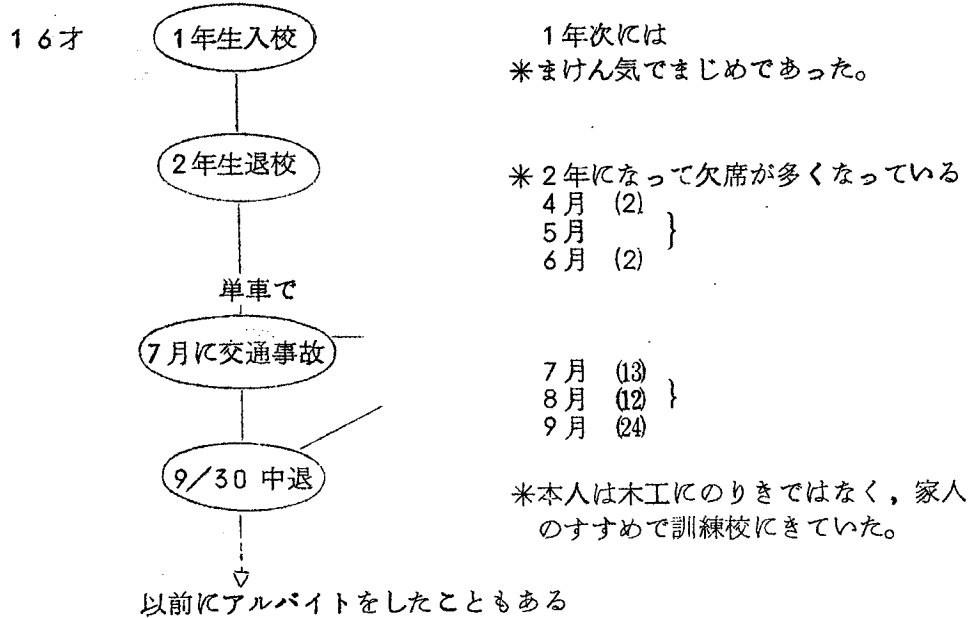 16才
1年生入校
1年次には
*まけん気でまじめであった。
2年生退校
*2年になって欠席が多くなっている
4月 (2)
5月 }
6月 (2)
単車で
7月に交通事故
7月 (13)
8月 (12) }
9月 (24)
9/30 中退
*本人は木工にのりきではなく,家人
のすすめで訓練校にきていた。
以前にアルバイトをしたこともある